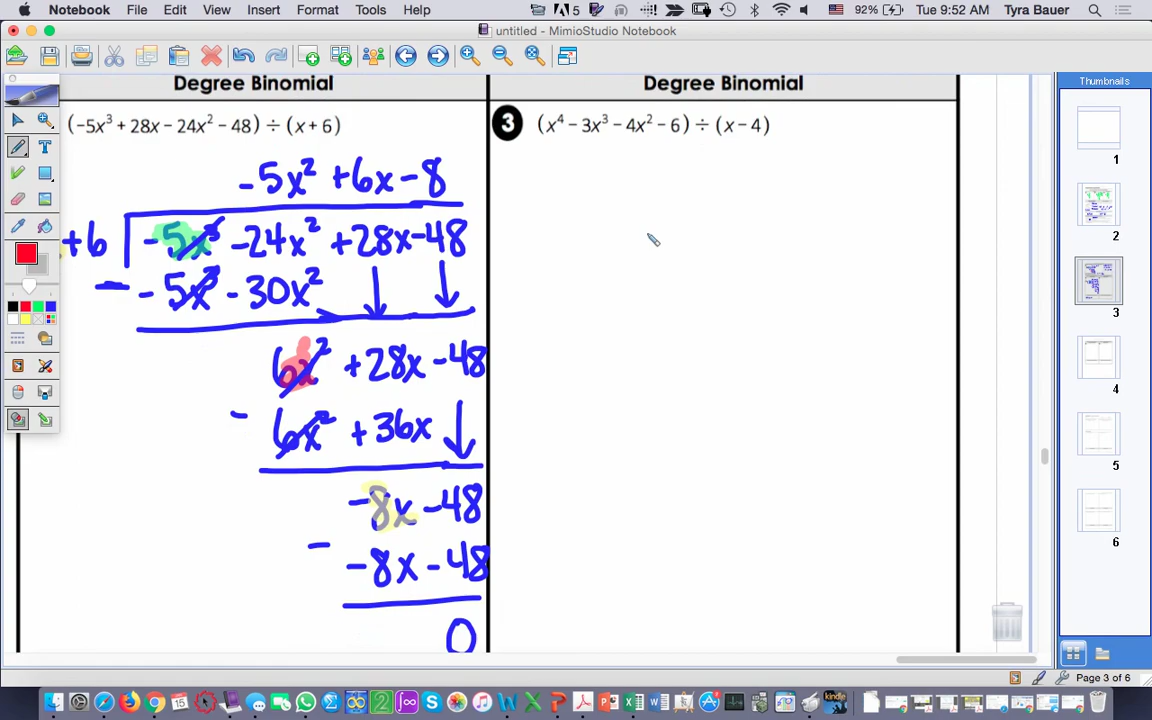 Notebook File Edit View Insert Format Tools Help 5 92% Tue 9:52 AM Tyra Bauer
untitled - MimioStudio Notebook
Degree Binomial
(-5x³ + 28x - 24x² - 48) ÷ (x + 6)
-5x² +6x -8
+6 -5x³ -24x² +28x -48
- -5x³ -30x²
6x² +28x -48
- 6x² +36x
-8x -48
- -8x -48
0
Degree Binomial
3 (x⁴ - 3x³ - 4x² - 6) ÷ (x - 4)
T
Thumbnails
1
2
3
4
5
6
Page 3 of 6